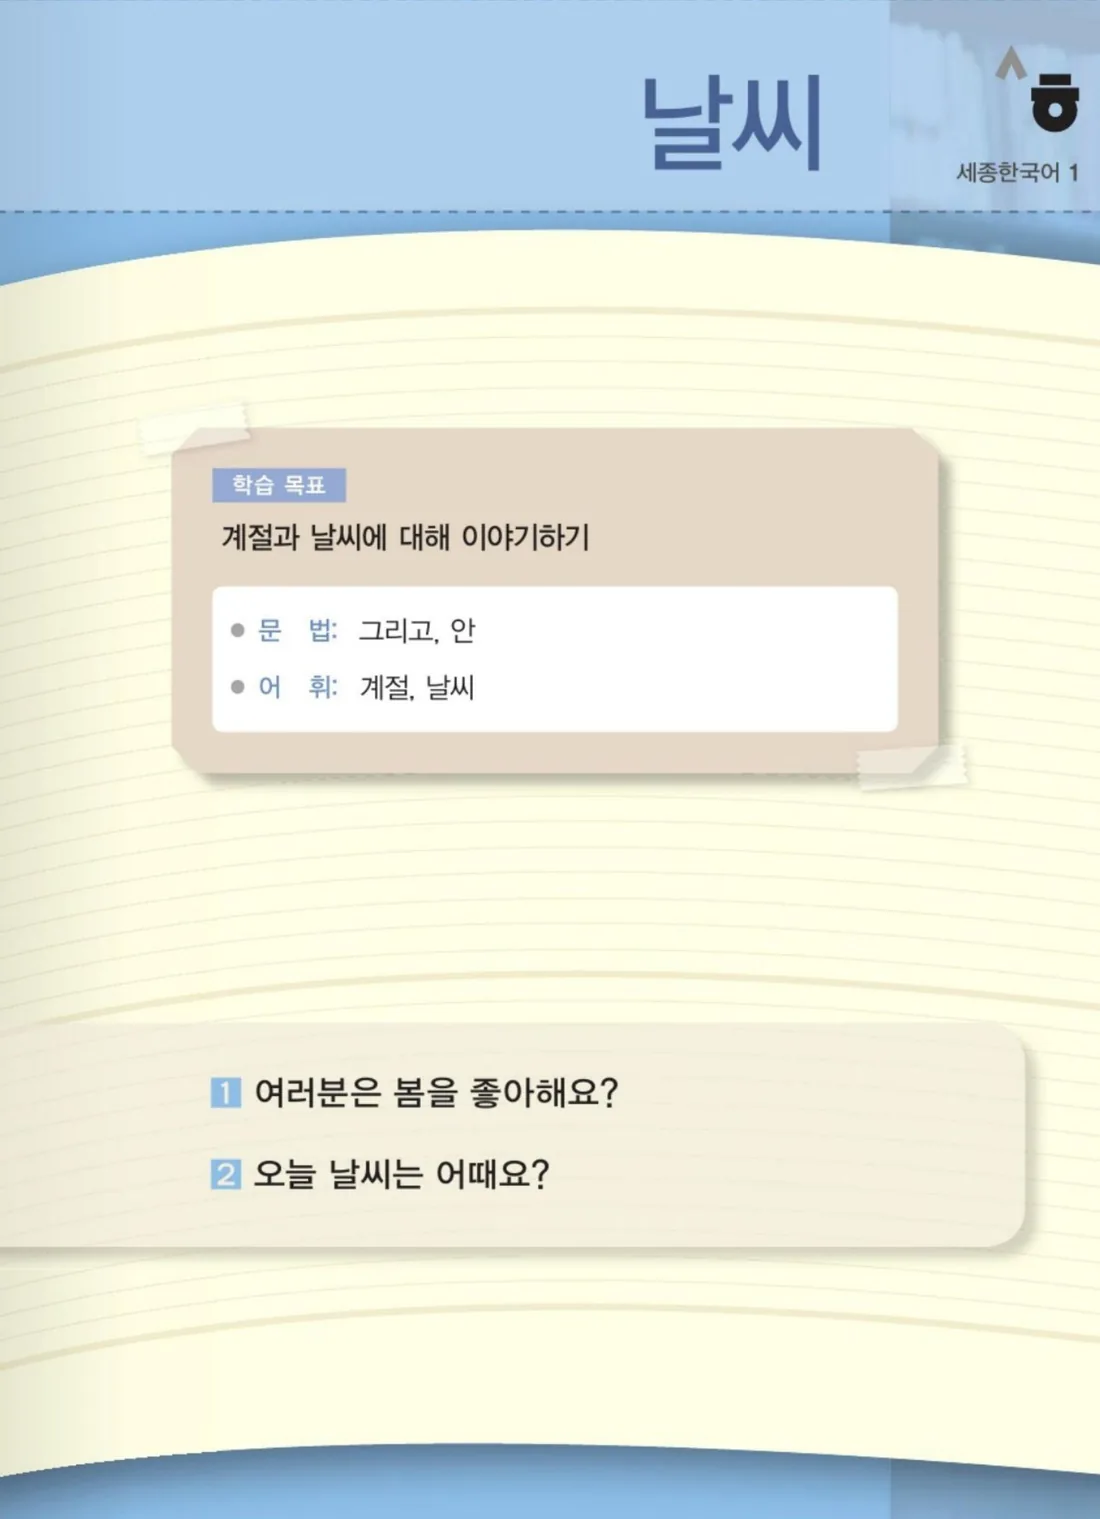 날씨
세종한국어 1
학습 목표
계절과 날씨에 대해 이야기하기
문 법: 그리고, 안
어 휘: 계절, 날씨
1 여러분은 봄을 좋아해요?
2 오늘 날씨는 어때요?